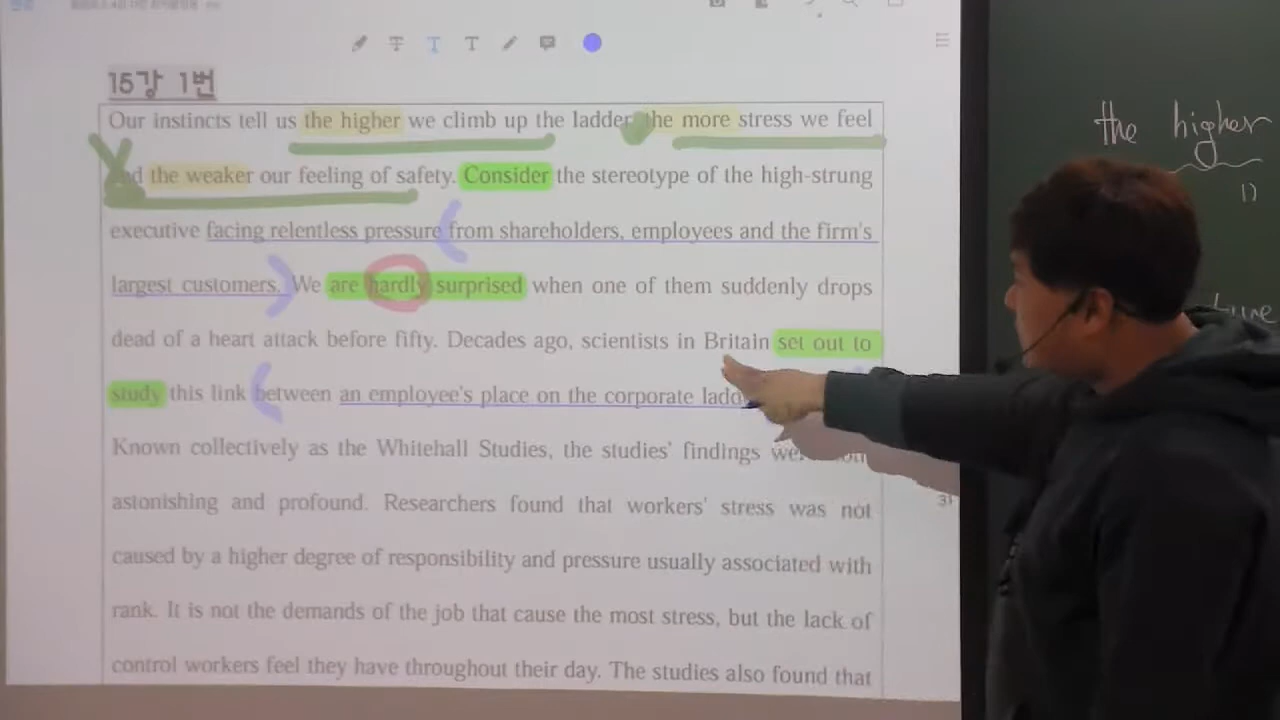 15강 1번
Our instincts tell us the higher we climb up the ladder, the more stress we feel
and the weaker our feeling of safety. Consider the stereotype of the high-strung
executive facing relentless pressure from shareholders, employees and the firm's
largest customers. We are hardly surprised when one of them suddenly drops
dead of a heart attack before fifty. Decades ago, scientists in Britain set out to
study this link between an employee's place on the corporate
Known collectively as the Whitehall Studies, the studies' findings
astonishing and profound. Researchers found that workers' stress was not
caused by a higher degree of responsibility and pressure usually associated with
rank. It is not the demands of the job that cause the most stress, but the lack of
control workers feel they have throughout their day. The studies also found that
the higher
1)